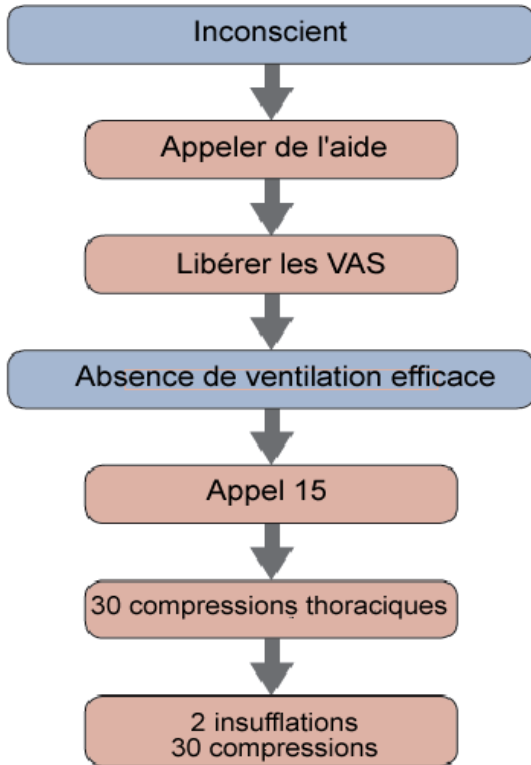 Inconscient
Appeler de l'aide
Libérer les VAS
Absence de ventilation efficace
Appel 15
30 compressions thoraciques
2 insufflations
30 compressions